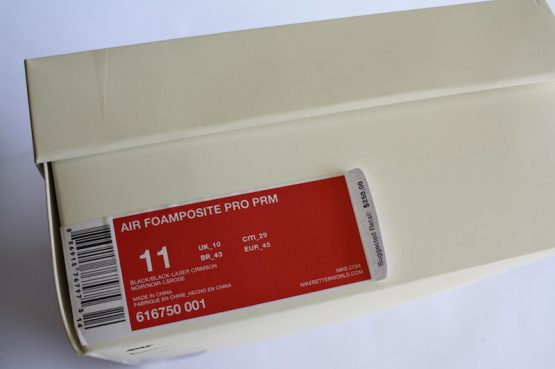 AIR FOAMPOSITE PRO PRM
11
UK_10 CM_29
BR_43 EUR_45
BLACK/BLACK-LASER CRIMSON
NOIR/NOIR-LSROSE
MADE IN CHINA
FABRIQUE EN CHINE_HECHO EN CHINA
616750 001
NIKE.COM
NIKEBETTERWORLD.COM
Suggested Retail: $250.00